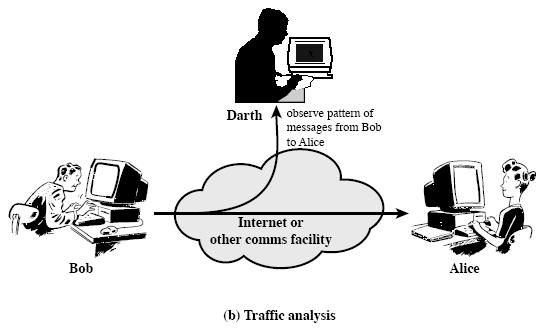 Darth
observe pattern of
messages from Bob
to Alice
Internet or
other comms facility
Bob
Alice
(b) Traffic analysis